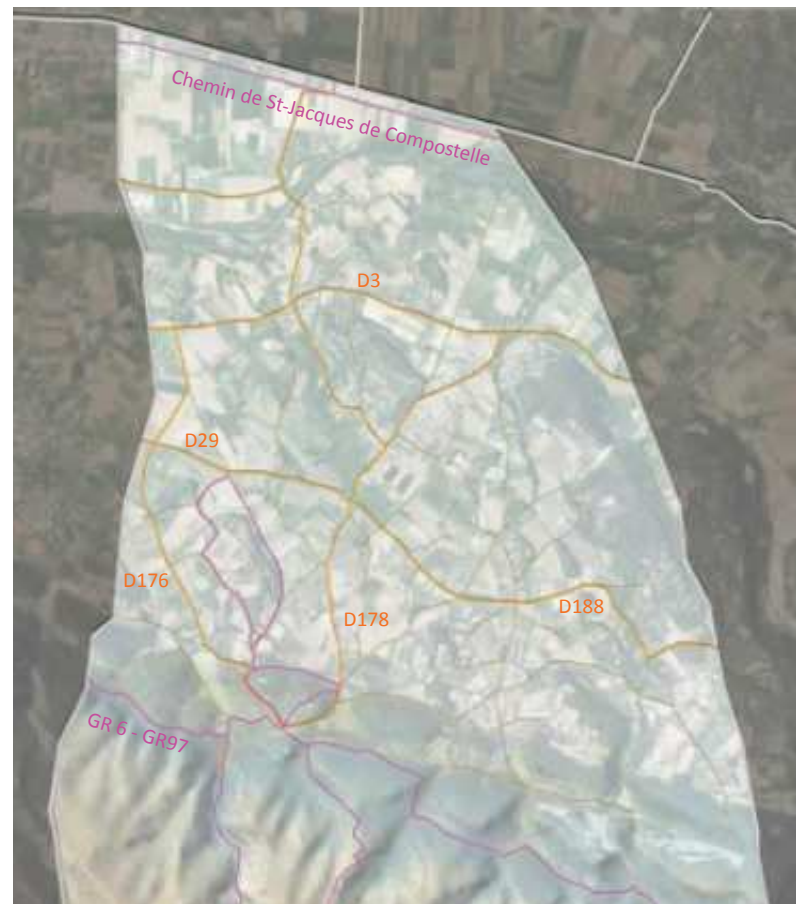 Chemin de St-Jacques de Compostelle
D3
D29
D176
D178
D188
GR 6 - GR97